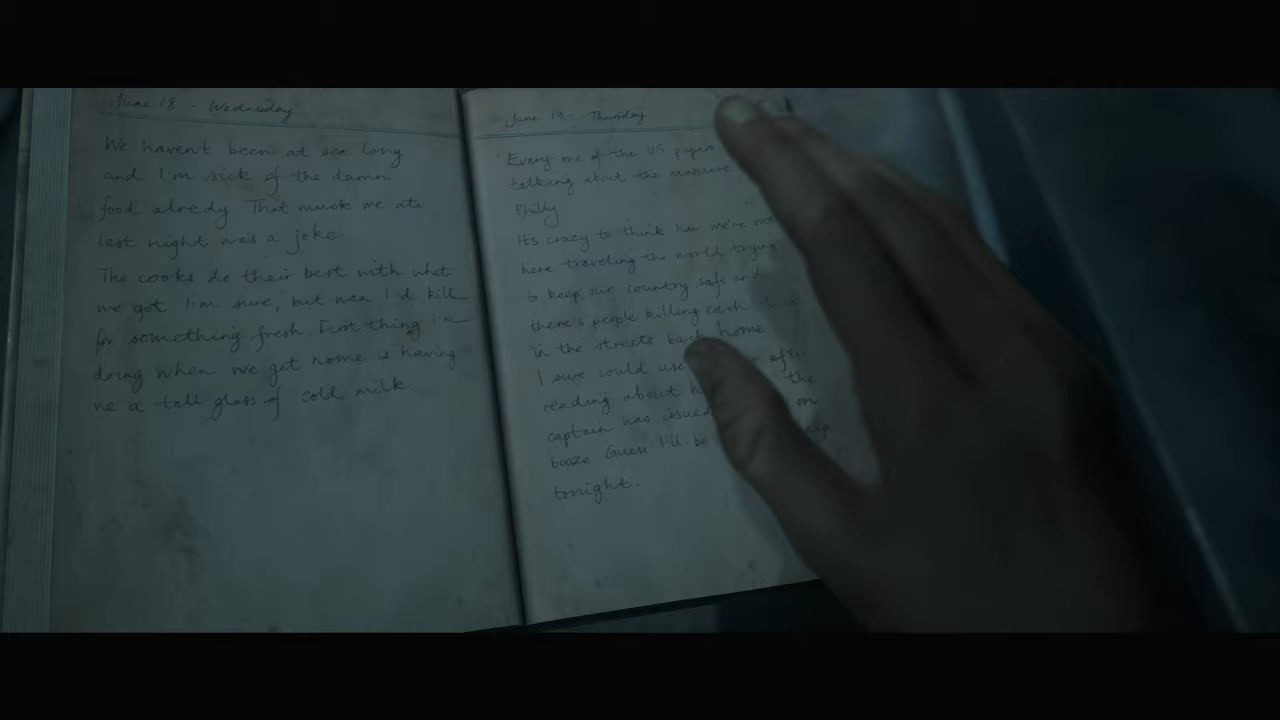 June 18 - Wednesday
We haven't been at sea long
and I'm sick of the damn
food alredy That muck me ate
last night was a joke.
The cooks do their best with what
we got I'm sure, but man I'd kill
for something fresh. First thing I'm
doing when we get home is having
me a tall glass of cold milk
June 19 - Thursday
Every one of the US papers
talking about the massacre
Philly
It's crazy to think how we're
here traveling the world trying
to keep our country safe and
there's people killing each
in the streets back home
I sure could use
reading about the
captain has issued on
booze Guess I'll be
tonight.